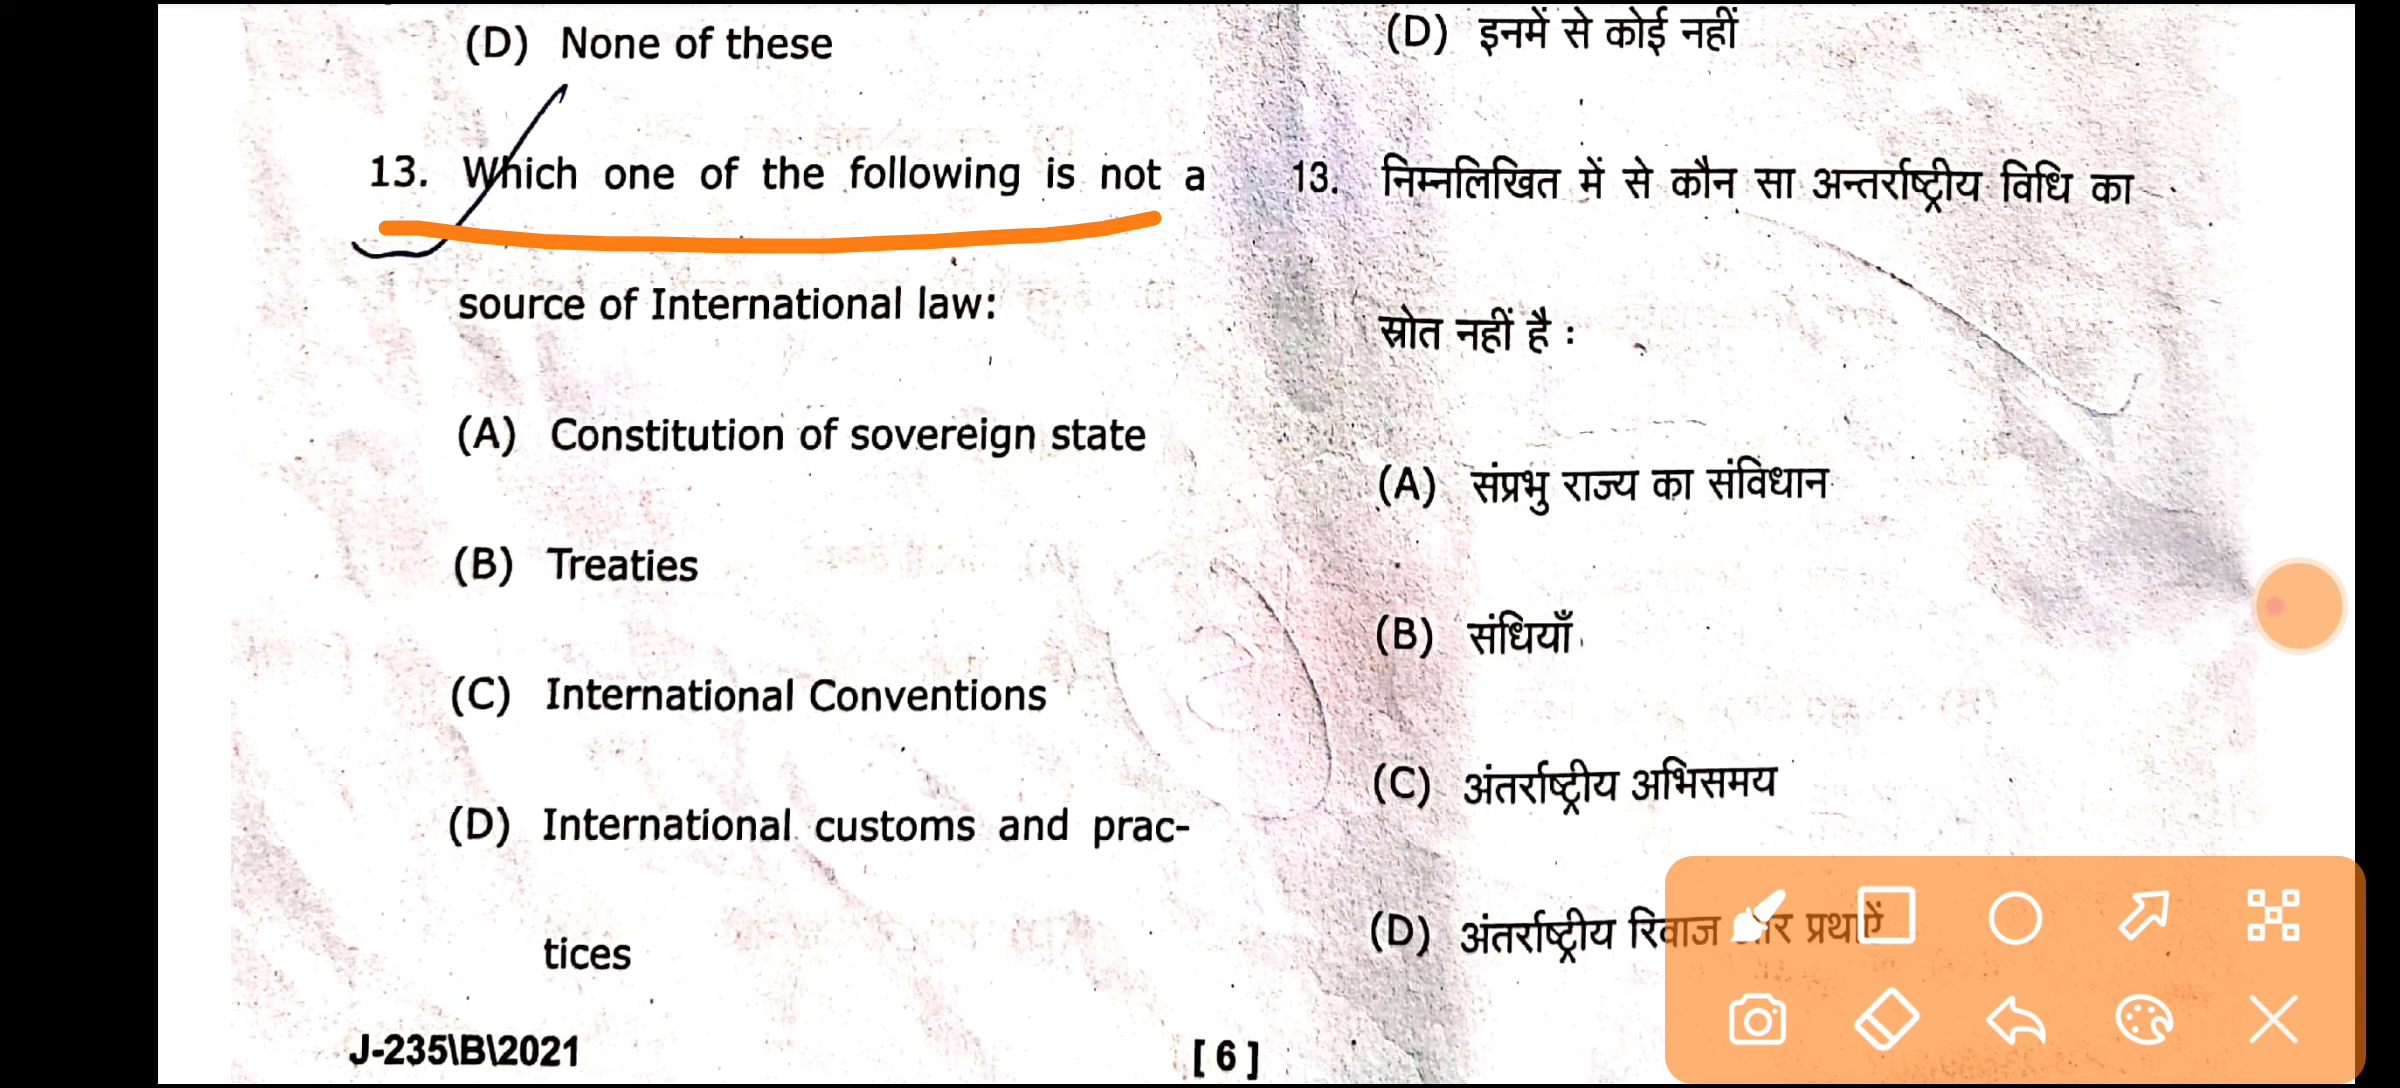 (D) None of these
13. Which one of the following is not a
source of International law:
(A) Constitution of sovereign state
(B) Treaties
(C) International Conventions
(D) International customs and prac-
tices
J-235\B\2021
(D) इनमें से कोई नहीं
13. निम्नलिखित में से कौन सा अन्तर्राष्ट्रीय विधि का
स्रोत नहीं है :
(A) संप्रभु राज्य का संविधान
(B) संधियाँ
(C) अंतर्राष्ट्रीय अभिसमय
(D) अंतर्राष्ट्रीय रिवाज और प्रथाऐं
[ 6 ]